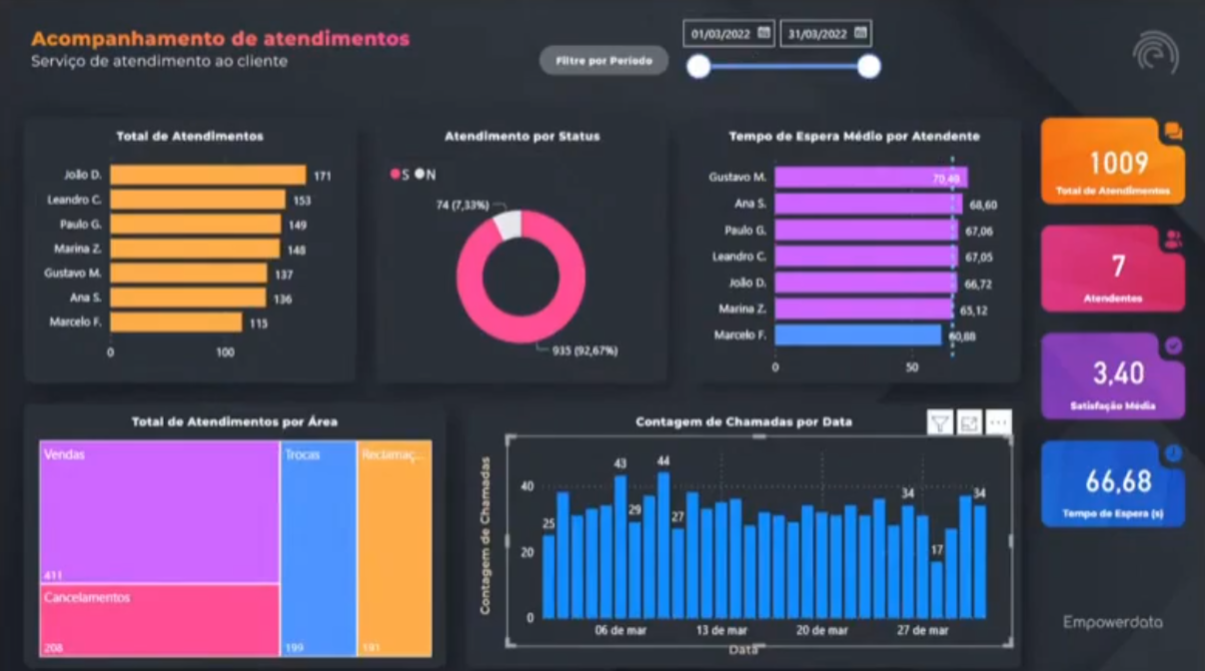 Acompanhamento de atendimentos
Serviço de atendimento ao cliente
Filtre por Período
01/03/2022
31/03/2022
Total de Atendimentos
João D.
171
Leandro C.
153
Paulo G.
149
Marina Z.
148
Gustavo M.
137
Ana S.
136
Marcelo F.
115
0
100
Atendimento por Status
S
N
74 (7,33%)
935 (92,67%)
Tempo de Espera Médio por Atendente
Gustavo M.
70,40
Ana S.
68,60
Paulo G.
67,06
Leandro C.
67,05
João D.
66,72
Marina Z.
65,12
Marcelo F.
60,88
0
50
1009
Total de Atendimentos
7
Atendentes
3,40
Satisfação Média
66,68
Tempo de Espera (s)
Total de Atendimentos por Área
Vendas
411
Cancelamentos
208
Trocas
199
Reclamaç...
191
Contagem de Chamadas por Data
Contagem de Chamadas
40
20
0
25
43
29
44
27
34
17
34
06 de mar
13 de mar
20 de mar
27 de mar
Data
Empowerdata